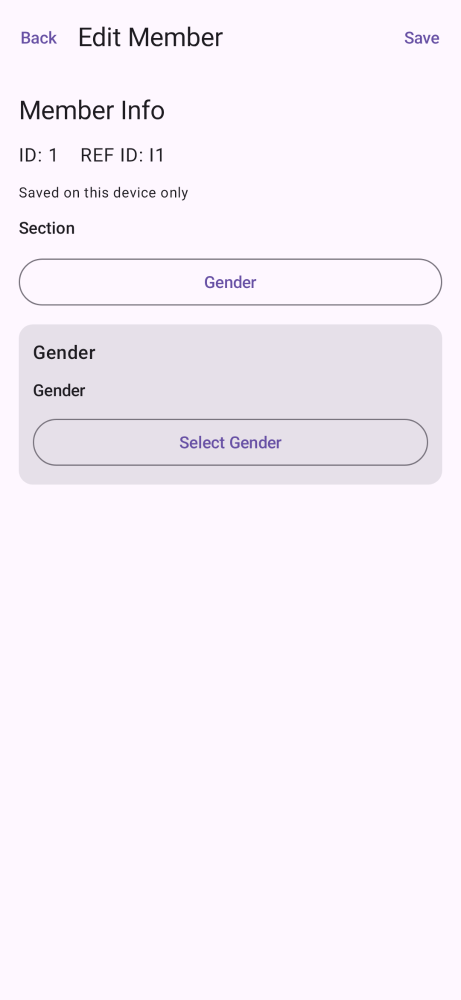 Back Edit Member Save
Member Info
ID: 1 REF ID: I1
Saved on this device only
Section
Gender
Gender
Gender
Select Gender